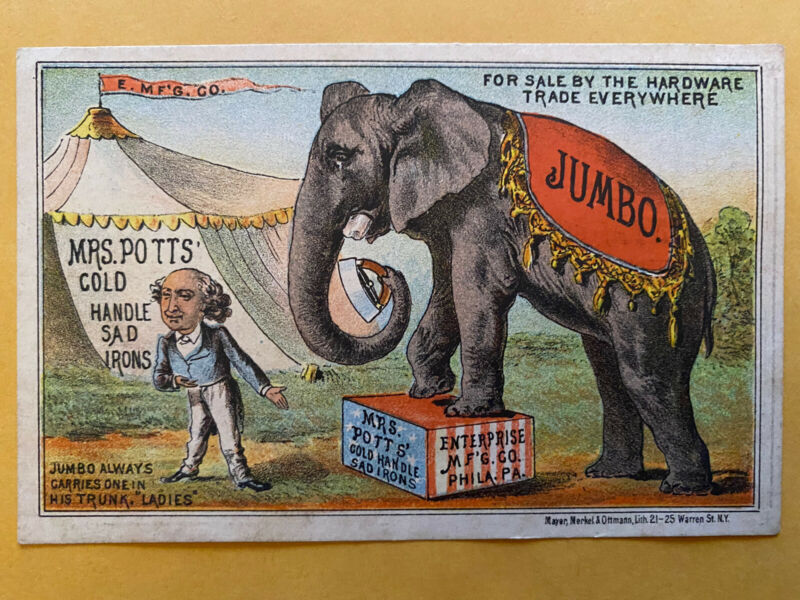 E. M'F'G. CO.
FOR SALE BY THE HARDWARE
TRADE EVERYWHERE
JUMBO.
MRS. POTTS'
COLD
HANDLE
SAD
IRONS
MRS.
POTTS'
COLD HANDLE
SAD IRONS
ENTERPRISE
M'F'G. CO.
PHILA. PA.
JUMBO ALWAYS
CARRIES ONE IN
HIS TRUNK, "LADIES"
Mayer, Merkel & Ottmann, Lith. 21-25 Warren St. N.Y.